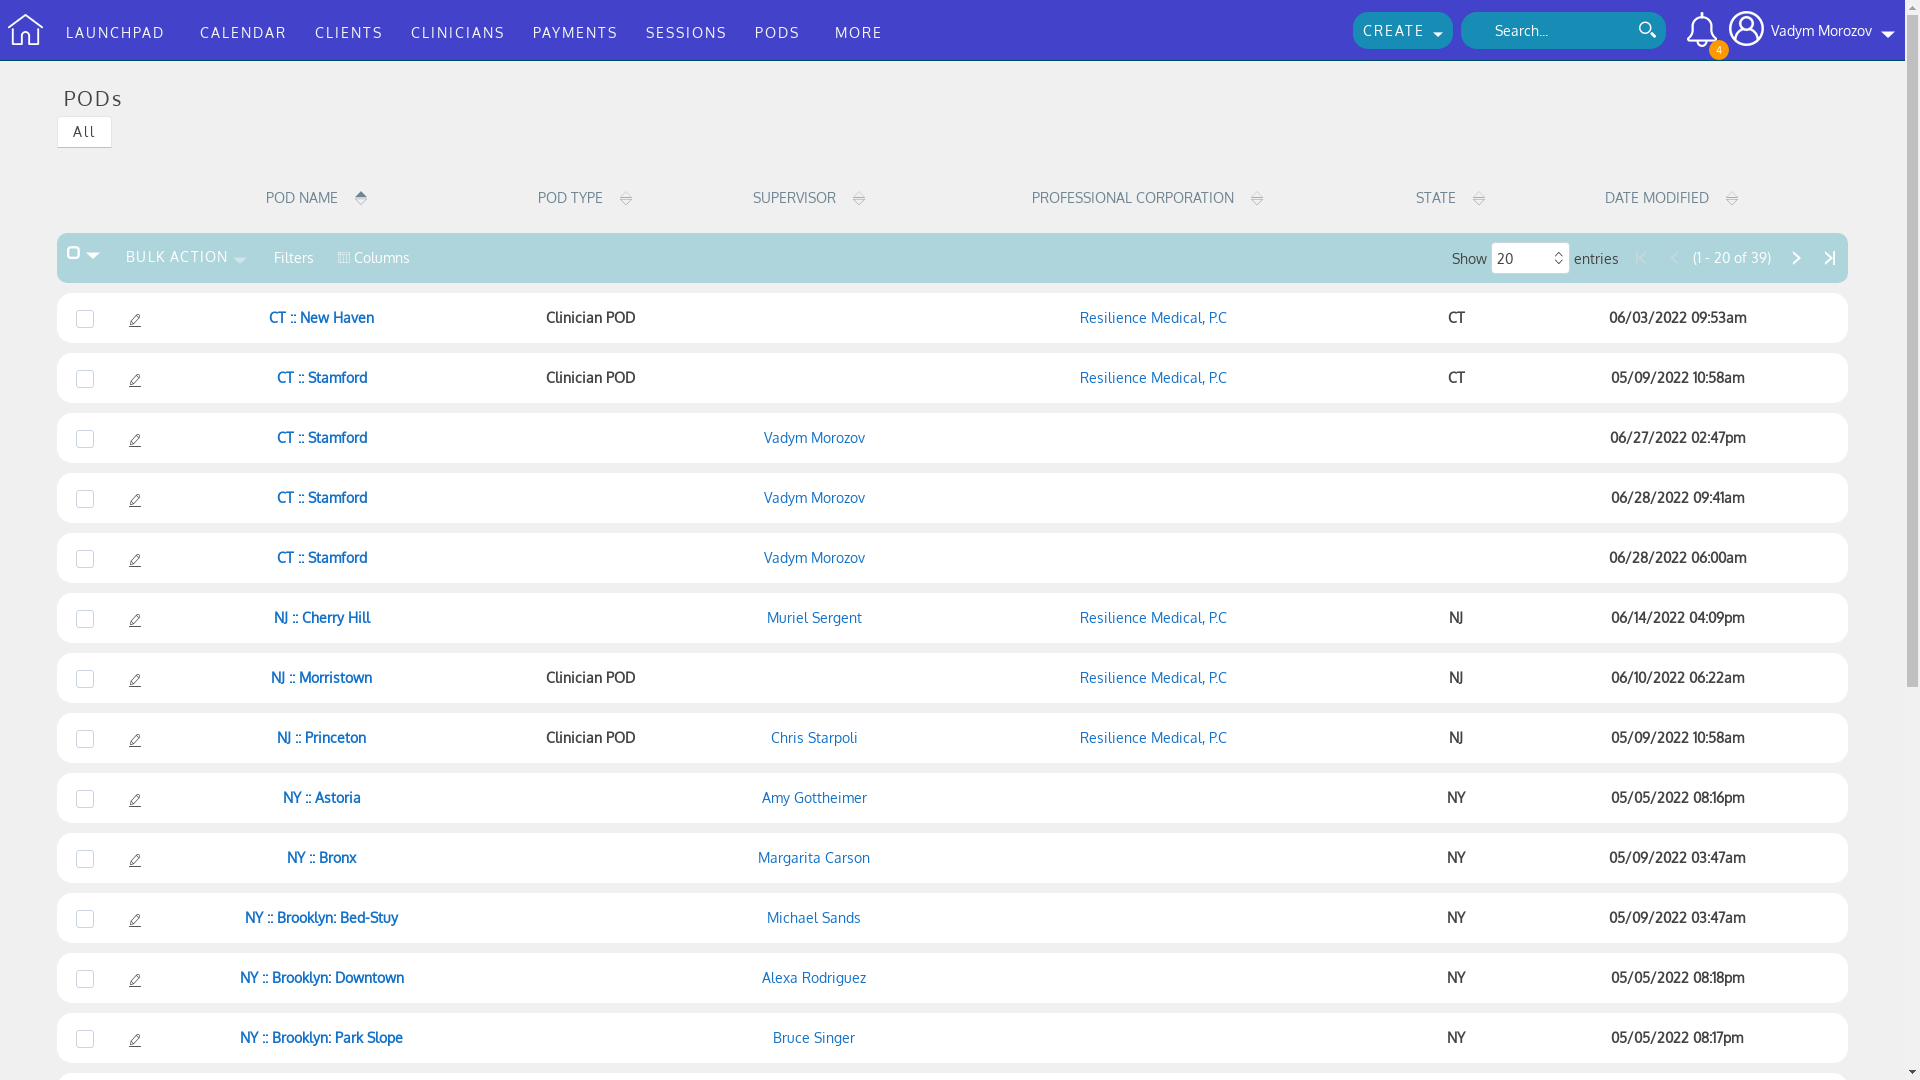 LAUNCHPAD CALENDAR CLIENTS CLINICIANS PAYMENTS SESSIONS PODS MORE CREATE Search... 4 Vadym Morozov
PODs
All
POD NAME POD TYPE SUPERVISOR PROFESSIONAL CORPORATION STATE DATE MODIFIED
BULK ACTION Filters Columns Show 20 entries (1 - 20 of 39)
CT :: New Haven Clinician POD Resilience Medical, P.C CT 06/03/2022 09:53am
CT :: Stamford Clinician POD Resilience Medical, P.C CT 05/09/2022 10:58am
CT :: Stamford Vadym Morozov 06/27/2022 02:47pm
CT :: Stamford Vadym Morozov 06/28/2022 09:41am
CT :: Stamford Vadym Morozov 06/28/2022 06:00am
NJ :: Cherry Hill Muriel Sergent Resilience Medical, P.C NJ 06/14/2022 04:09pm
NJ :: Morristown Clinician POD Resilience Medical, P.C NJ 06/10/2022 06:22am
NJ :: Princeton Clinician POD Chris Starpoli Resilience Medical, P.C NJ 05/09/2022 10:58am
NY :: Astoria Amy Gottheimer NY 05/05/2022 08:16pm
NY :: Bronx Margarita Carson NY 05/09/2022 03:47am
NY :: Brooklyn: Bed-Stuy Michael Sands NY 05/09/2022 03:47am
NY :: Brooklyn: Downtown Alexa Rodriguez NY 05/05/2022 08:18pm
NY :: Brooklyn: Park Slope Bruce Singer NY 05/05/2022 08:17pm